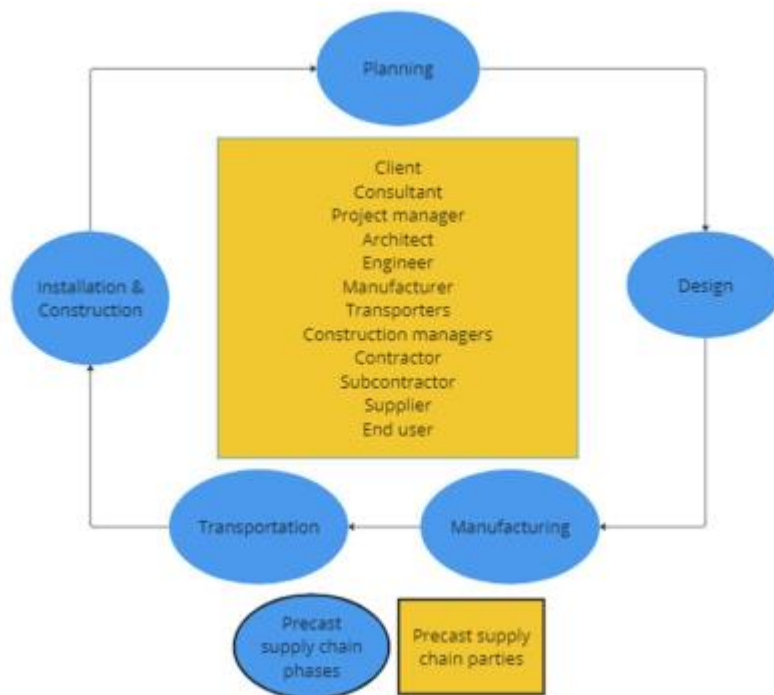 Planning
Client
Consultant
Project manager
Architect
Engineer
Manufacturer
Transporters
Construction managers
Contractor
Subcontractor
Supplier
End user
Installation &
Construction
Design
Transportation
Manufacturing
Precast
supply chain
phases
Precast supply
chain parties